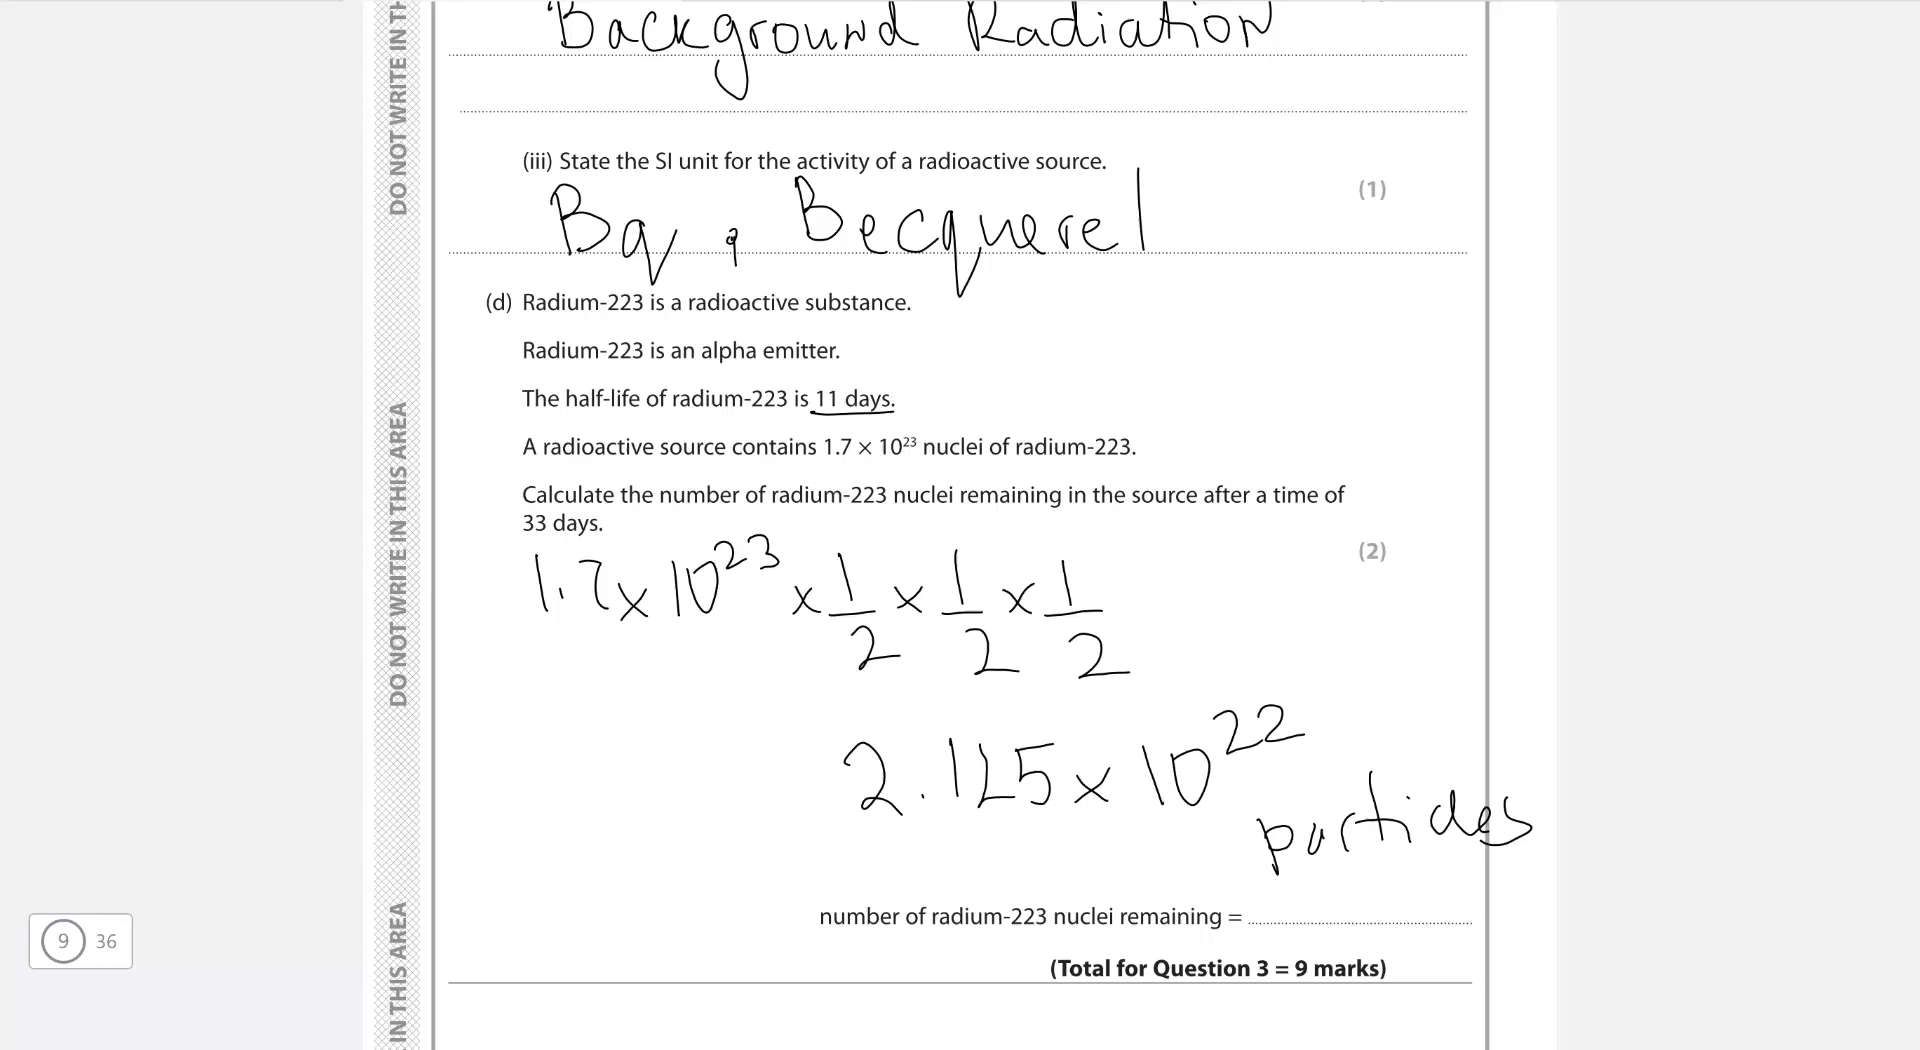 Background Radiation
(iii) State the SI unit for the activity of a radioactive source.
(1)
Bq, Becquerel
(d) Radium-223 is a radioactive substance.
Radium-223 is an alpha emitter.
The half-life of radium-223 is 11 days.
A radioactive source contains 1.7 × 10²³ nuclei of radium-223.
Calculate the number of radium-223 nuclei remaining in the source after a time of
33 days.
(2)
1.7 × 10²³ × 1/2 × 1/2 × 1/2
2.125 × 10²²
particles
number of radium-223 nuclei remaining =
(Total for Question 3 = 9 marks)
DO NOT WRITE IN TH
DO NOT WRITE IN THIS AREA
IN THIS AREA
9 36